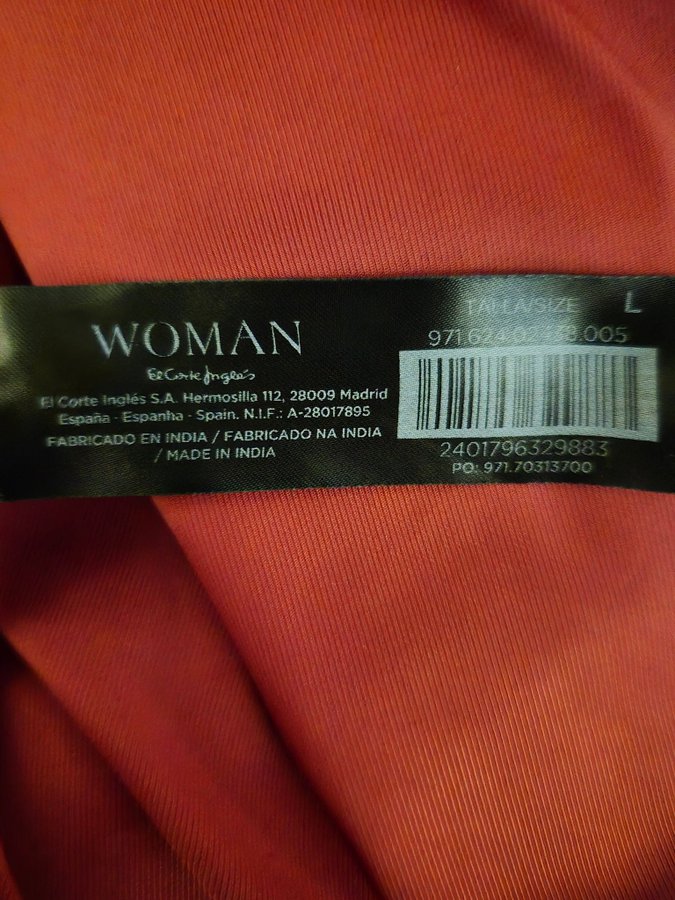 WOMAN
El Corte Inglés
El Corte Inglés S.A. Hermosilla 112, 28009 Madrid
España · Espanha · Spain. N.I.F.: A-28017895
FABRICADO EN INDIA / FABRICADO NA INDIA
/ MADE IN INDIA
TALLA/SIZE L
2401796329883
PO: 971.70313700